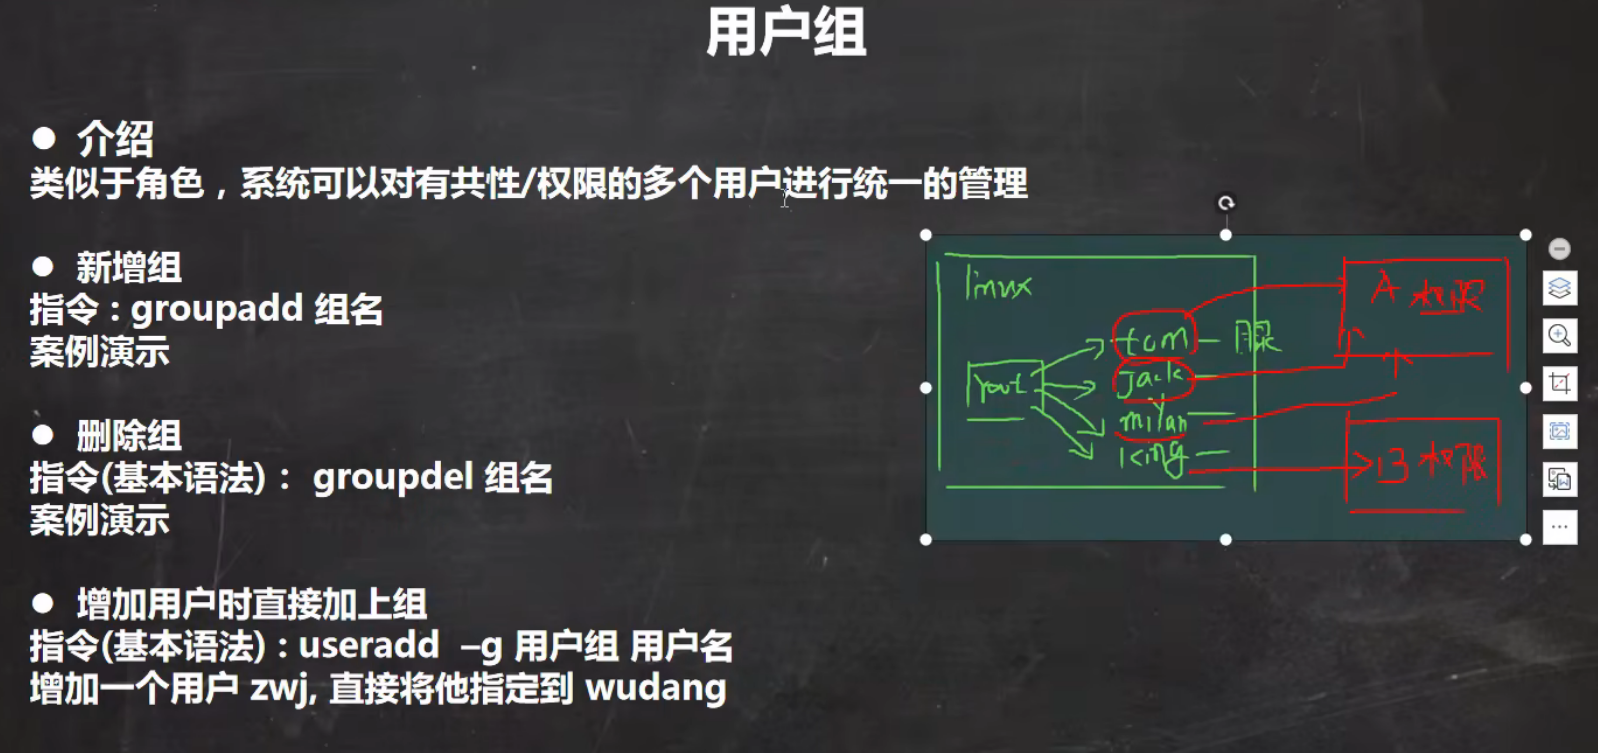 用户组
● 介绍
类似于角色，系统可以对有共性/权限的多个用户进行统一的管理
● 新增组
指令：groupadd 组名
案例演示
● 删除组
指令(基本语法)： groupdel 组名
案例演示
● 增加用户时直接加上组
指令(基本语法)：useradd –g 用户组 用户名
增加一个用户 zwj, 直接将他指定到 wudang
linux
A 权限
tom 限
jack
milan
king
B 权限